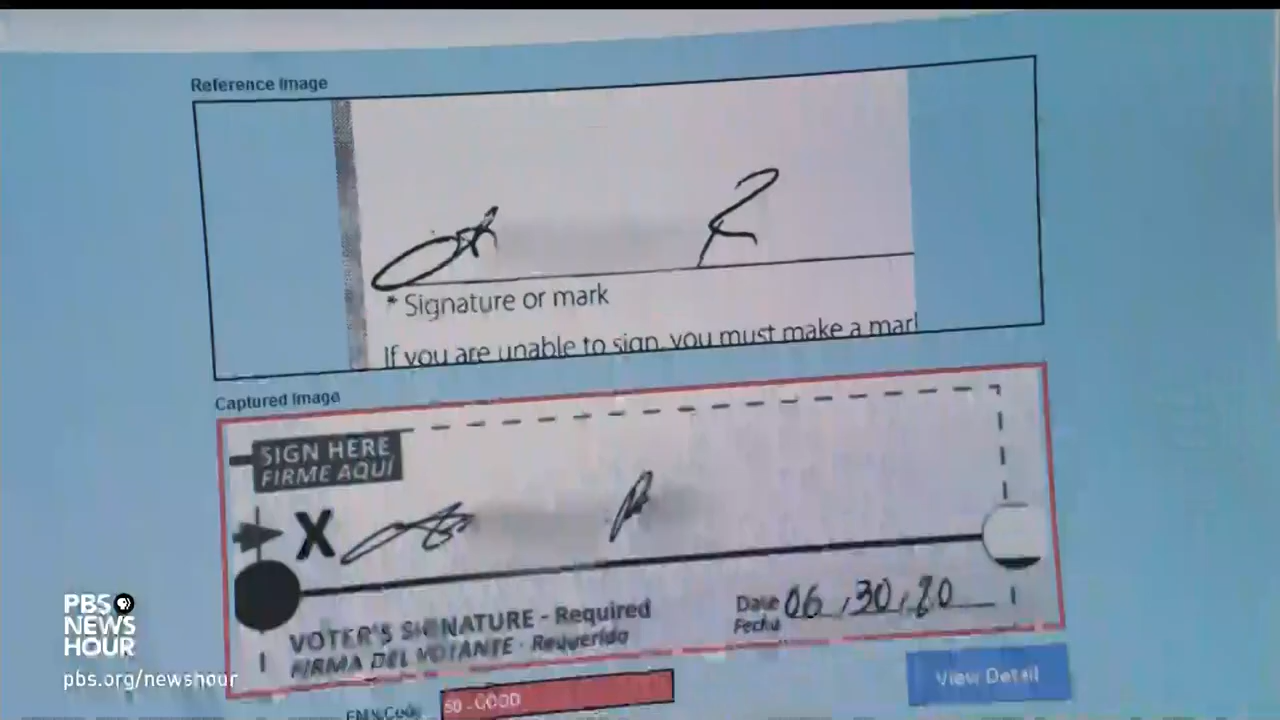 Reference Image
* Signature or mark
If you are unable to sign, you must make a mark
Captured Image
SIGN HERE
FIRME AQUÍ
X
VOTER'S SIGNATURE - Required
FIRMA DEL VOTANTE - Requerida
Date 06,30,20
Fecha
50 - GOOD
View Detail
PBS
NEWS
HOUR
pbs.org/newshour